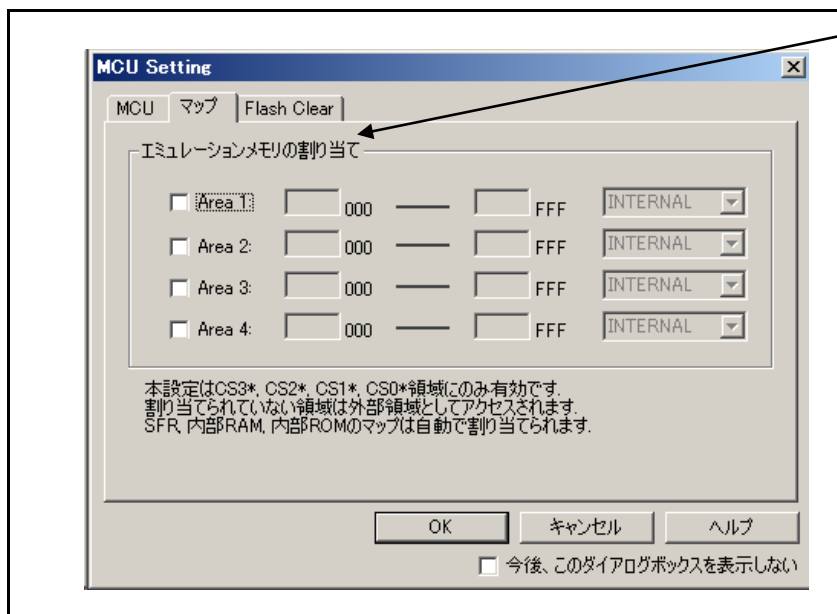 MCU Setting
MCU マップ Flash Clear
エミュレーションメモリの割り当て
Area 1: 000 FFF INTERNAL
Area 2: 000 FFF INTERNAL
Area 3: 000 FFF INTERNAL
Area 4: 000 FFF INTERNAL
本設定はCS3*, CS2*, CS1*, CS0*領域にのみ有効です.
割り当てられていない領域は外部領域としてアクセスされます.
SFR, 内部RAM, 内部ROMのマップは自動で割り当てられます.
OK キャンセル ヘルプ
今後、このダイアログボックスを表示しない